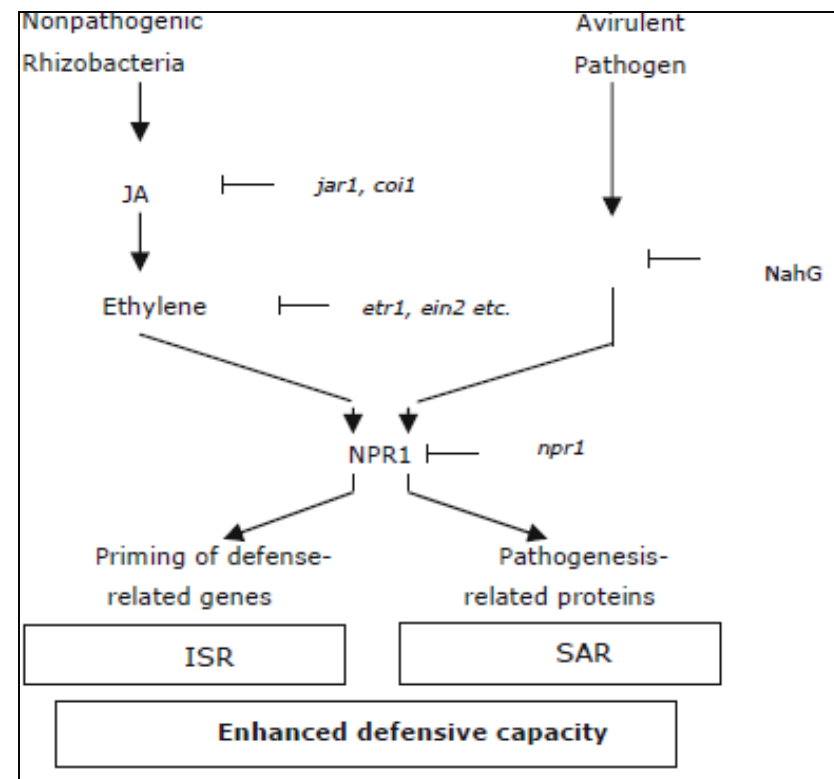 Nonpathogenic
Rhizobacteria
Avirulent
Pathogen
JA
jar1, coi1
NahG
Ethylene
etr1, ein2 etc.
NPR1
npr1
Priming of defense-
related genes
Pathogenesis-
related proteins
ISR
SAR
Enhanced defensive capacity